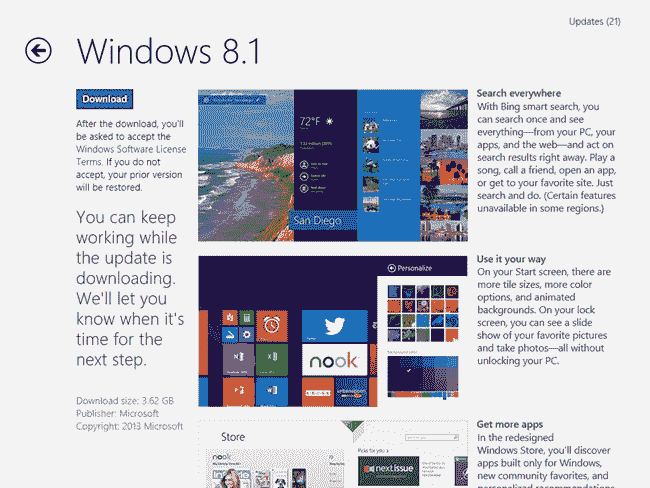 Updates (21)
Windows 8.1
Download
After the download, you'll
be asked to accept the
Windows Software License
Terms. If you do not
accept, your prior version
will be restored.
You can keep
working while
the update is
downloading.
We'll let you
know when it's
time for the
next step.
Download size: 3.62 GB
Publisher: Microsoft
Copyright: 2013 Microsoft
72°F
San Diego
Search everywhere
With Bing smart search, you
can search once and see
everything—from your PC, your
apps, and the web—and act on
search results right away. Play a
song, call a friend, open an app,
or get to your favorite site. Just
search and do. (Certain features
unavailable in some regions.)
Personalize
nook
Use it your way
On your Start screen, there are
more tile sizes, more color
options, and animated
backgrounds. On your lock
screen, you can see a slide
show of your favorite pictures
and take photos—all without
unlocking your PC.
Store
nook
Picks for you
next issue
Get more apps
In the redesigned
Windows Store, you'll discover
apps built only for Windows,
new community favorites, and
personalized recommendations